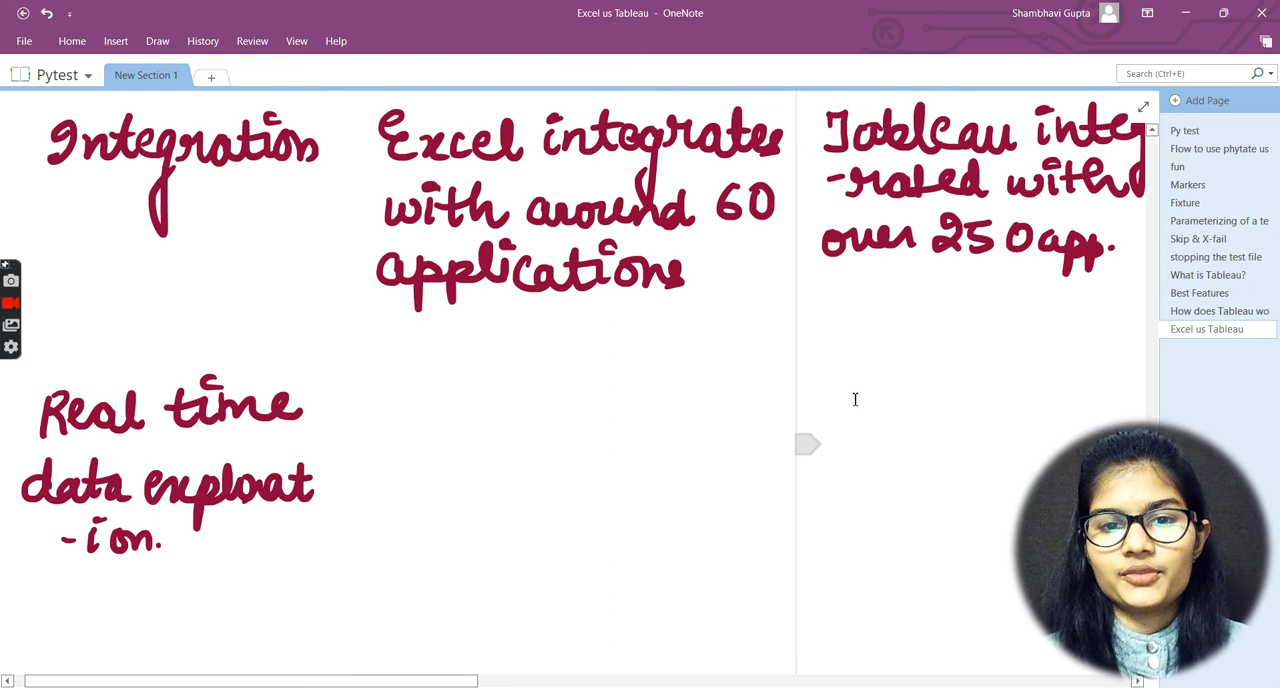 Excel us Tableau - OneNote
Shambhavi Gupta
File Home Insert Draw History Review View Help
Pytest
New Section 1
+
Search (Ctrl+E)
Add Page
Py test
Flow to use phytate us
fun
Markers
Fixture
Parameterizing of a te
Skip & X-fail
stopping the test file
What is Tableau?
Best Features
How does Tableau wo
Excel us Tableau
Integration
Excel integrates
with around 60
applications
Tableau integ
-rated with
over 250 app.
Real time
data explorat
-ion.